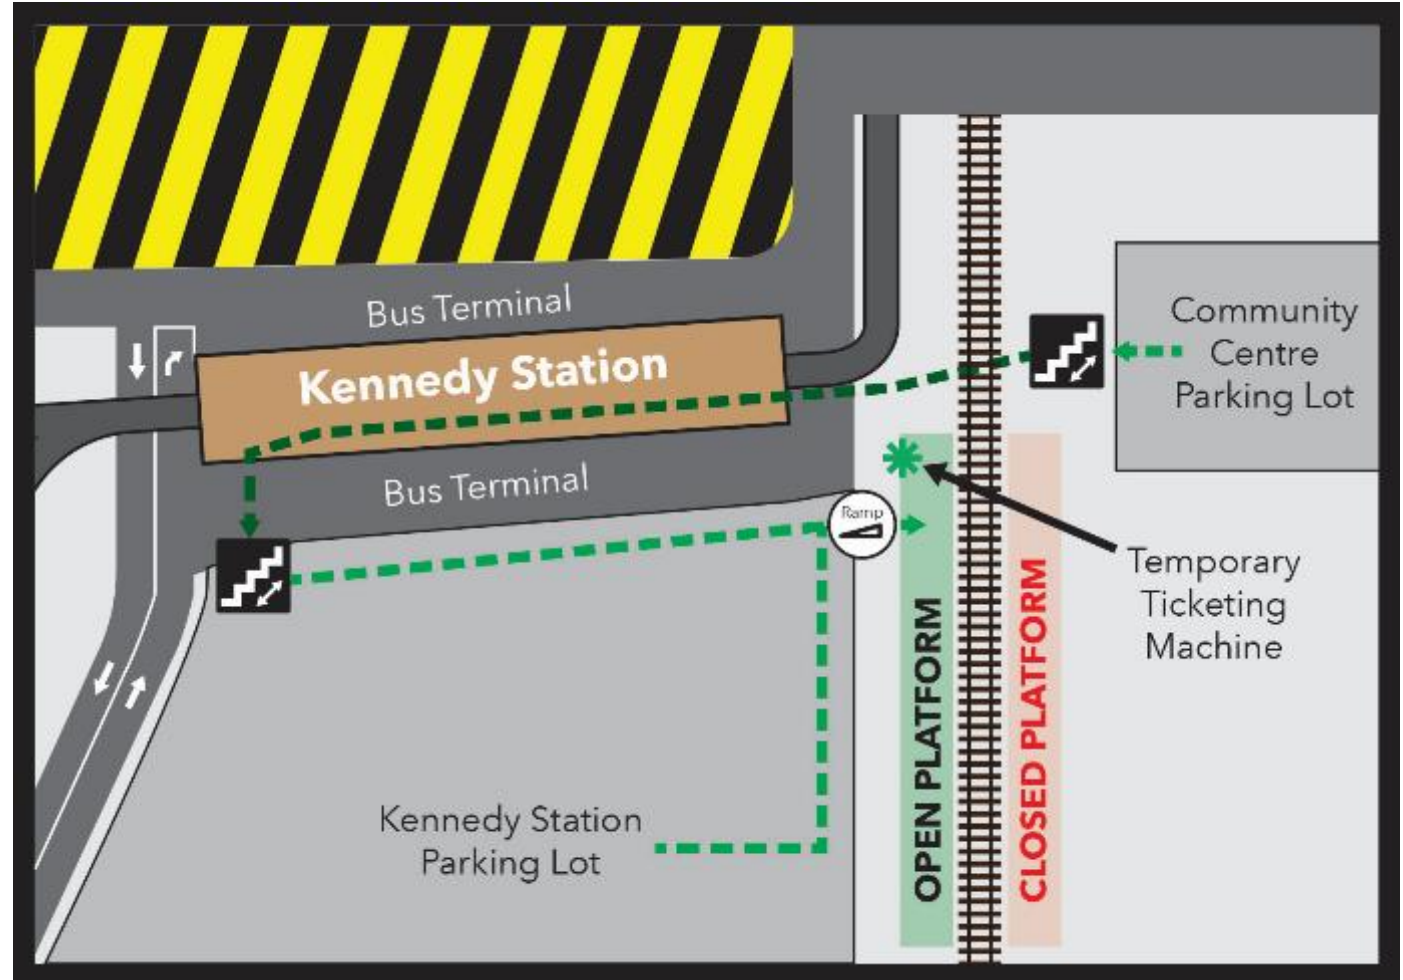 Bus Terminal
Kennedy Station
Bus Terminal
Community
Centre
Parking Lot
Ramp
Temporary
Ticketing
Machine
OPEN PLATFORM
CLOSED PLATFORM
Kennedy Station
Parking Lot